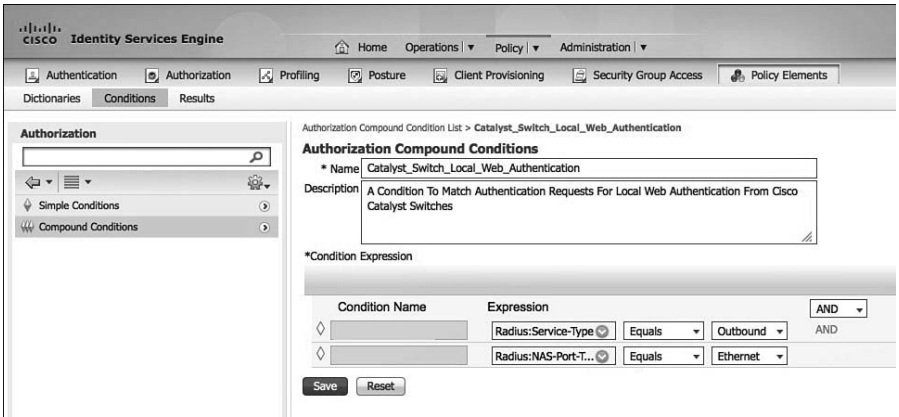 CISCO Identity Services Engine
Home Operations Policy Administration
Authentication Authorization Profiling Posture Client Provisioning Security Group Access Policy Elements
Dictionaries Conditions Results
Authorization
Simple Conditions
Compound Conditions
Authorization Compound Condition List > Catalyst_Switch_Local_Web_Authentication
Authorization Compound Conditions
* Name Catalyst_Switch_Local_Web_Authentication
Description A Condition To Match Authentication Requests For Local Web Authentication From Cisco
Catalyst Switches
*Condition Expression
Condition Name Expression AND
Radius:Service-Type Equals Outbound AND
Radius:NAS-Port-T... Equals Ethernet
Save Reset